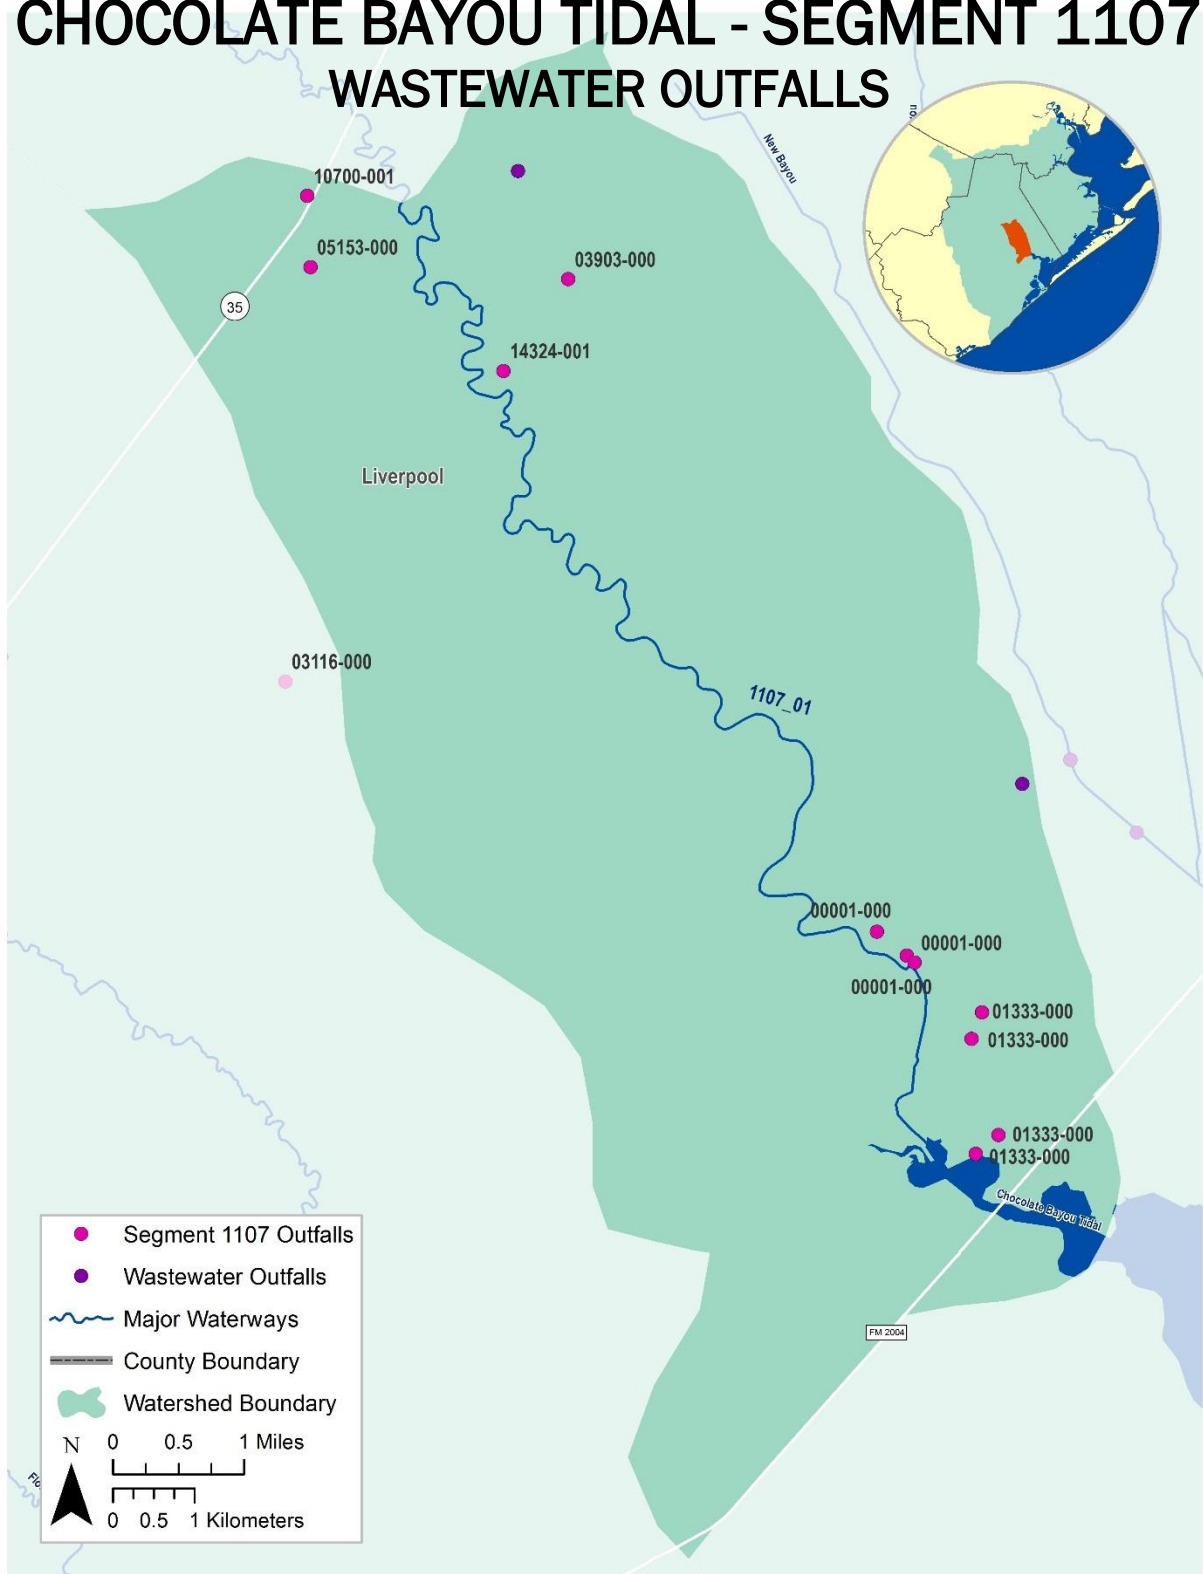 CHOCOLATE BAYOU TIDAL - SEGMENT 1107
WASTEWATER OUTFALLS
New Bayou
10700-001
05153-000
03903-000
35
14324-001
Liverpool
03116-000
1107_01
00001-000
00001-000
00001-000
01333-000
01333-000
01333-000
01333-000
Chocolate Bayou Tidal
FM 2004
Segment 1107 Outfalls
Wastewater Outfalls
Major Waterways
County Boundary
Watershed Boundary
N
0 0.5 1 Miles
0 0.5 1 Kilometers